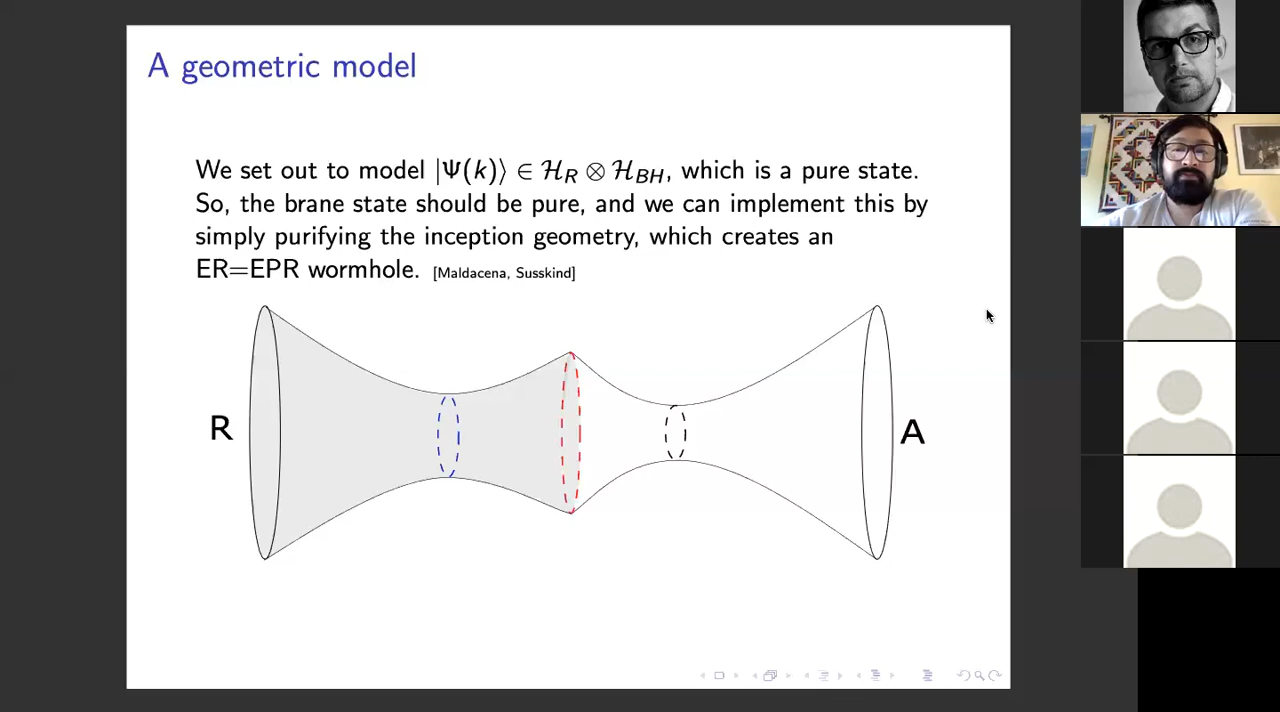 A geometric model
We set out to model |Ψ(k)⟩ ∈ ℋ_R ⊗ ℋ_BH, which is a pure state.
So, the brane state should be pure, and we can implement this by
simply purifying the inception geometry, which creates an
ER=EPR wormhole. [Maldacena, Susskind]
R
A